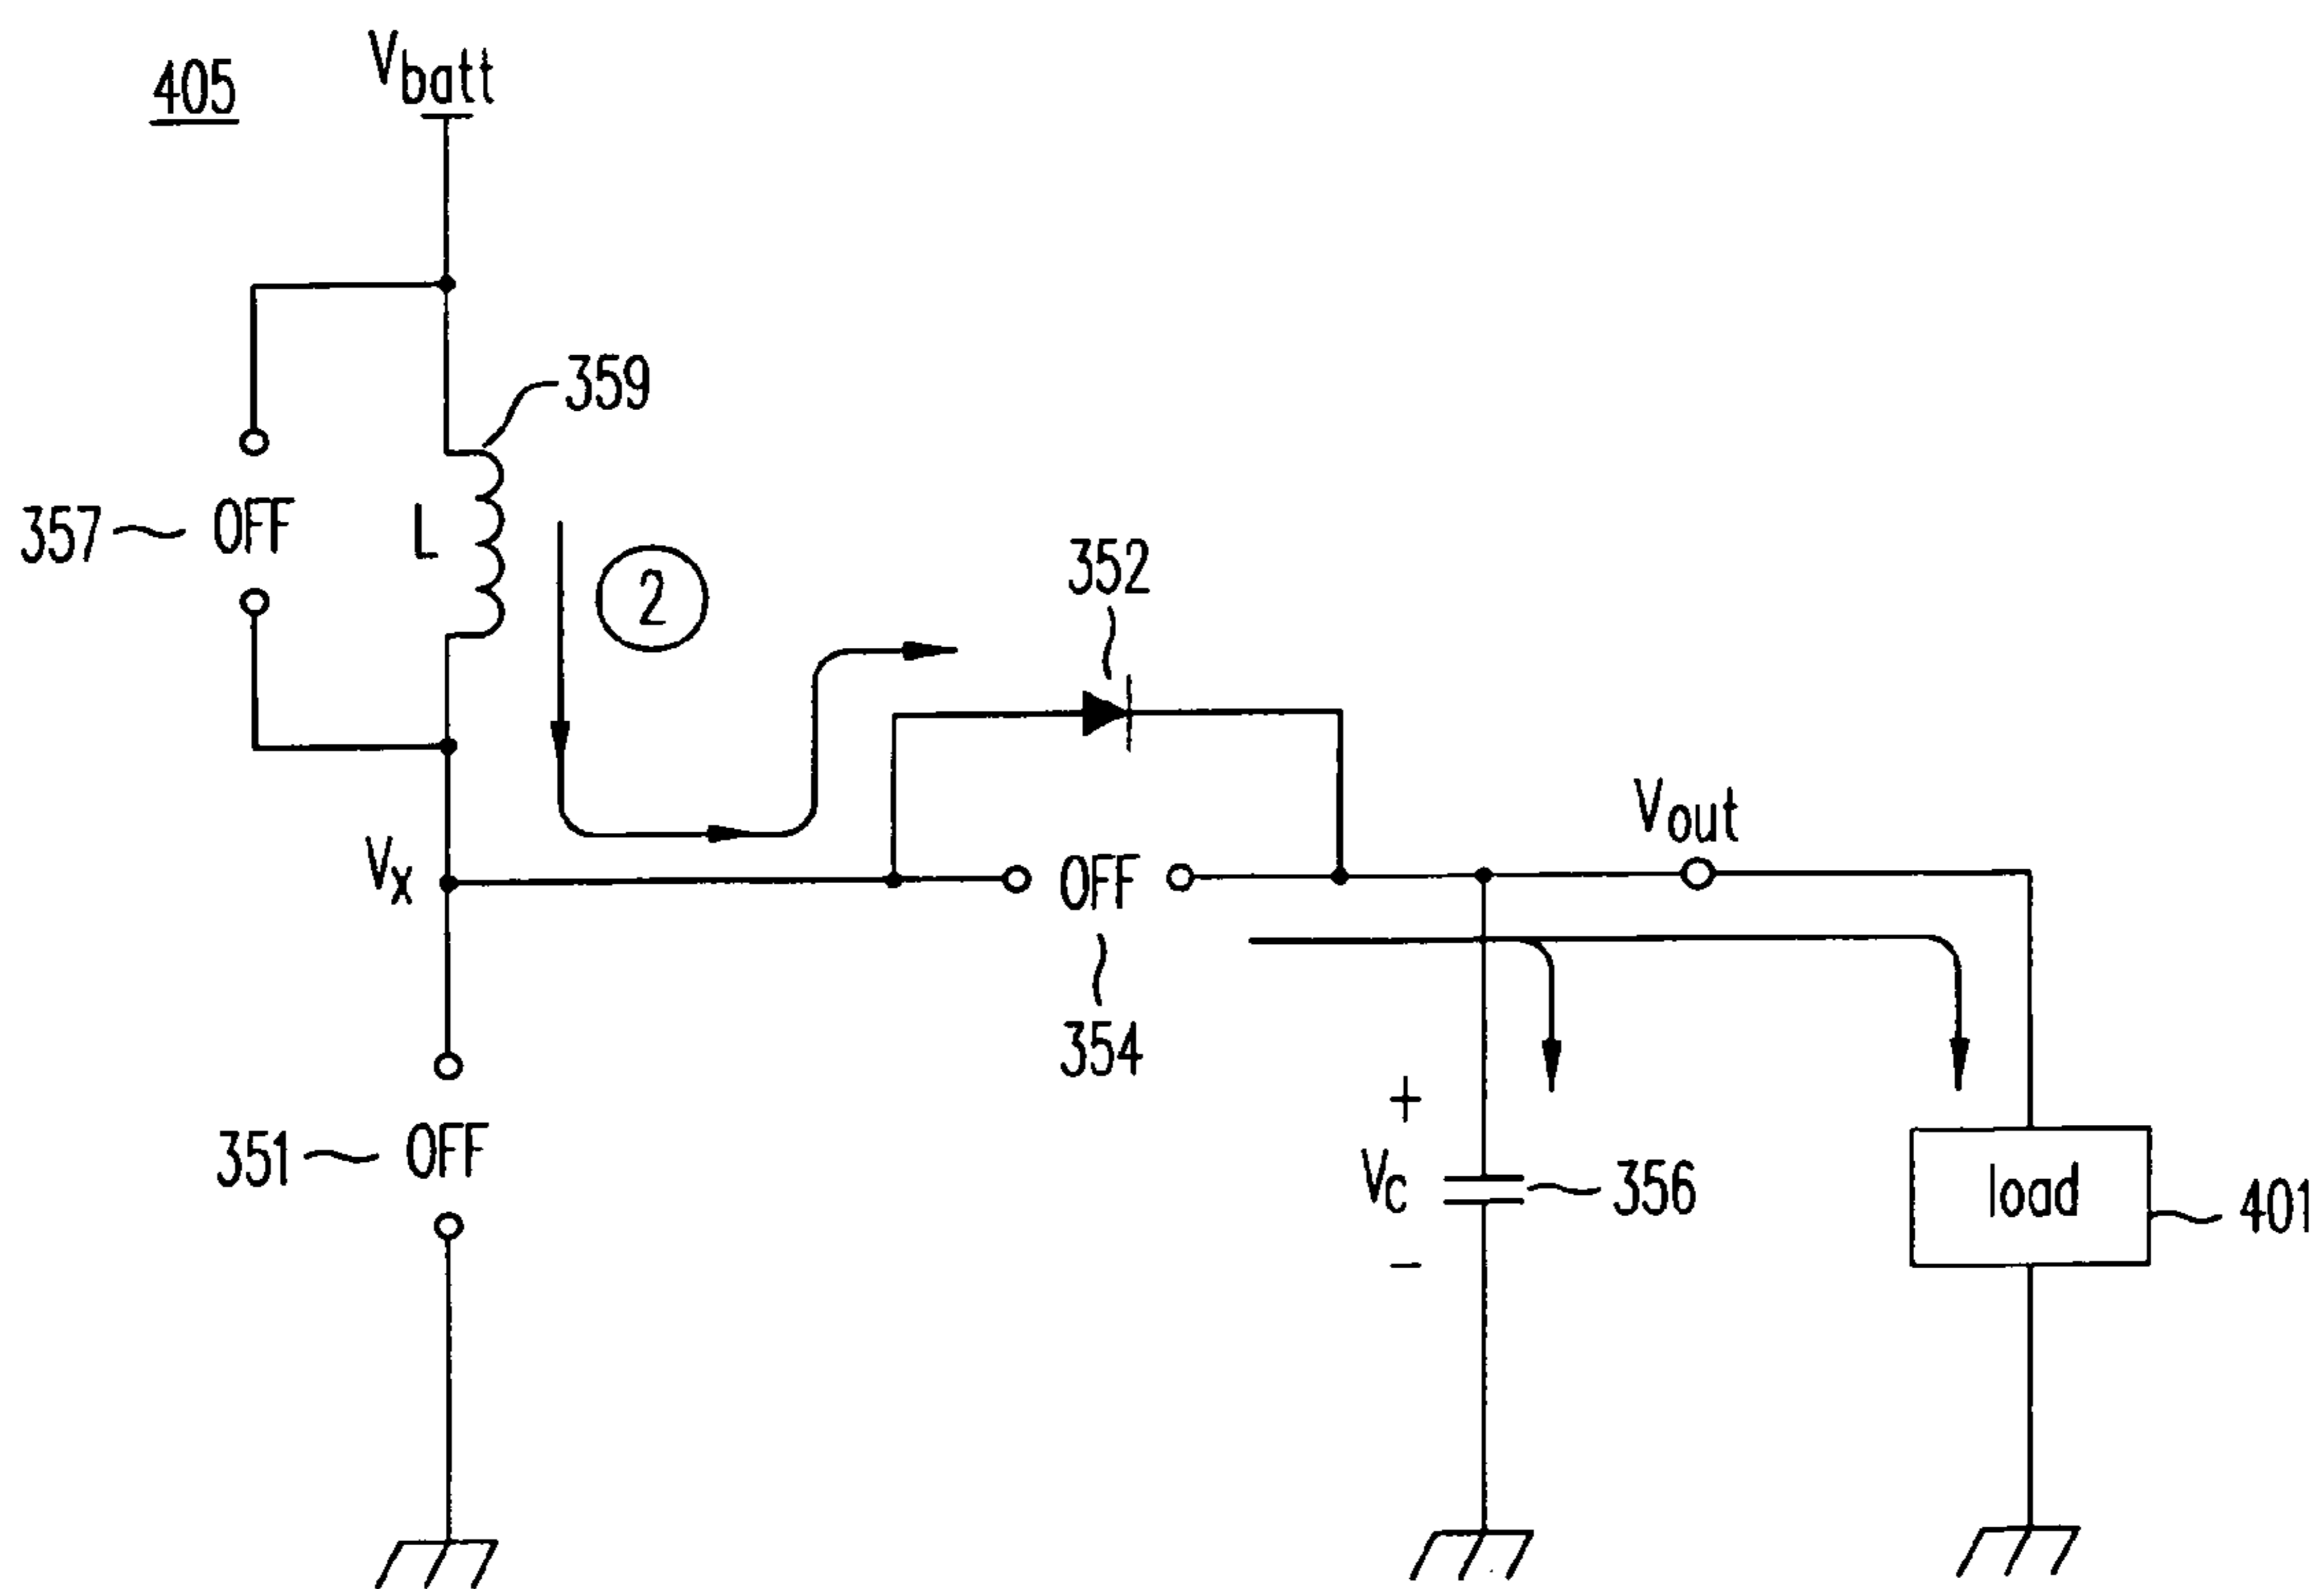 405
Vbatt
359
357
OFF
L
2
352
Vout
Vx
OFF
354
351
OFF
+
Vc
−
356
load
401